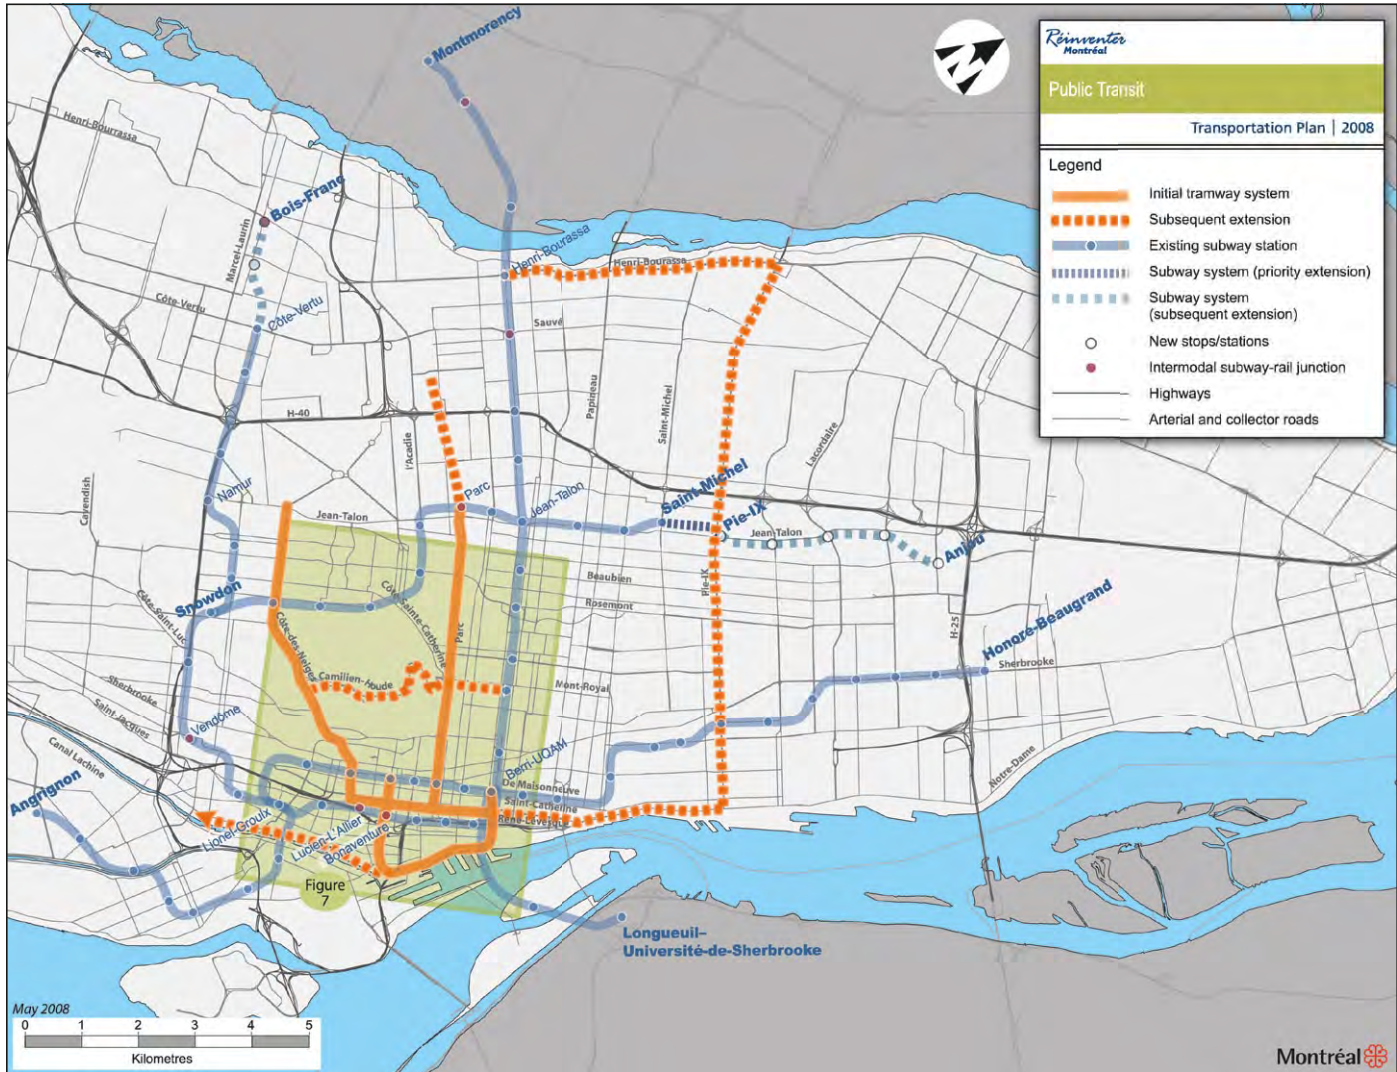 Réinventer
Montréal
Public Transit
Transportation Plan | 2008
Legend
Initial tramway system
Subsequent extension
Existing subway station
Subway system (priority extension)
Subway system
(subsequent extension)
New stops/stations
Intermodal subway-rail junction
Highways
Arterial and collector roads
Montmorency
Henri-Bourrassa
Bois-Franc
Marcel-Laurin
Henri-Bourassa
Henri-Bourassa
Côte-Vertu
Côte-Vertu
Sauvé
Papineau
Saint-Michel
H-40
l'Acadie
Lacordaire
Cavendish
Namur
Parc
Saint-Michel
Jean-Talon
Jean-Talon
Pie-IX
Jean-Talon
Anjou
Beaubien
Snowdon
Côte-Sainte-Catherine
Pie-IX
Rosemont
Côte-Saint-Luc
Côte-des-Neiges
Parc
H-25
Honore-Beaugrand
Sherbrooke
Camilien-Houde
Mont-Royal
Sherbrooke
Saint-Jacques
Vendôme
Canal Lachine
Berri-UQAM
Notre-Dame
Angrignon
De Maisonneuve
Saint-Catherine
René-Lévesque
Lionel-Groulx
Lucien-L'Allier
Bonaventure
Figure
7
Longueuil–
Université-de-Sherbrooke
May 2008
0 1 2 3 4 5
Kilometres
Montréal